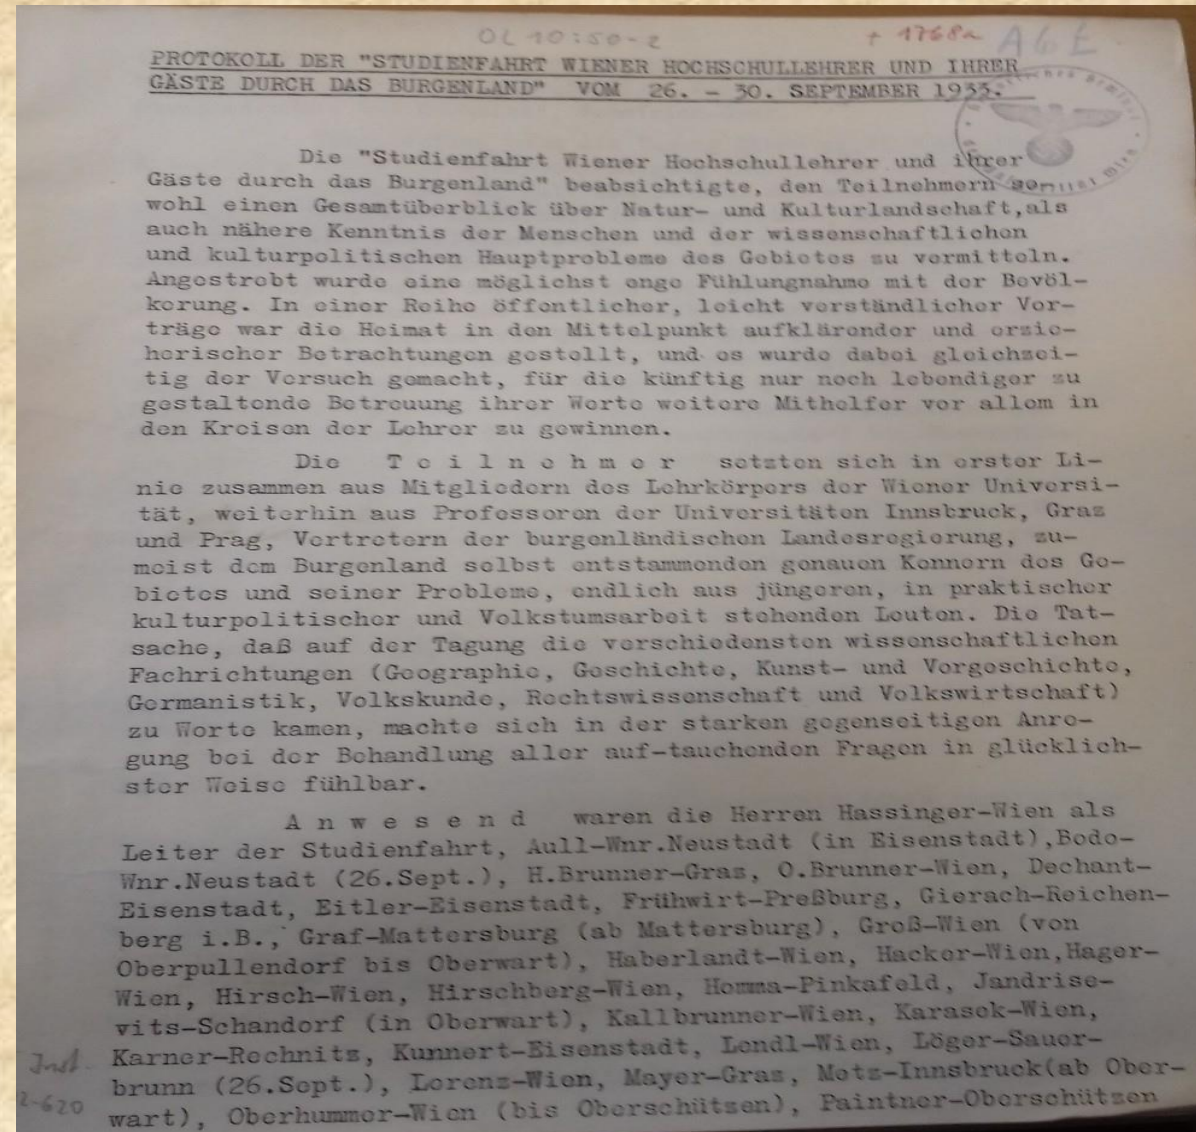 OL 10:50-2
+ 1768a A6E
PROTOKOLL DER "STUDIENFAHRT WIENER HOCHSCHULLEHRER UND IHRER
GÄSTE DURCH DAS BURGENLAND" VOM 26. - 30. SEPTEMBER 1933.
Die "Studienfahrt Wiener Hochschullehrer und ihrer
Gäste durch das Burgenland" beabsichtigte, den Teilnehmern so-
wohl einen Gesamtüberblick über Natur- und Kulturlandschaft,als
auch nähere Kenntnis der Menschen und der wissenschaftlichen
und kulturpolitischen Hauptprobleme des Gebietes zu vermitteln.
Angestrebt wurde eine möglichst enge Fühlungnahme mit der Bevöl-
kerung. In einer Reihe öffentlicher, leicht verständlicher Vor-
träge war die Heimat in den Mittelpunkt aufklärender und erzie-
herischer Betrachtungen gestellt, und es wurde dabei gleichzei-
tig der Versuch gemacht, für die künftig nur noch lebendiger zu
gestaltende Betreuung ihrer Werte weitere Mithelfer vor allem in
den Kreisen der Lehrer zu gewinnen.
Die T e i l n e h m e r setzten sich in erster Li-
nie zusammen aus Mitgliedern des Lehrkörpers der Wiener Universi-
tät, weiterhin aus Professoren der Universitäten Innsbruck, Graz
und Prag, Vertretern der burgenländischen Landesregierung, zu-
meist dem Burgenland selbst entstammenden genauen Kennern des Ge-
bietes und seiner Probleme, endlich aus jüngeren, in praktischer
kulturpolitischer und Volkstumsarbeit stehenden Leuten. Die Tat-
sache, daß auf der Tagung die verschiedensten wissenschaftlichen
Fachrichtungen (Geographie, Geschichte, Kunst- und Vorgeschichte,
Germanistik, Volkskunde, Rechtswissenschaft und Volkswirtschaft)
zu Worte kamen, machte sich in der starken gegenseitigen Anre-
gung bei der Behandlung aller auf-tauchenden Fragen in glücklich-
ster Weise fühlbar.
A n w e s e n d waren die Herren Hassinger-Wien als
Leiter der Studienfahrt, Aull-Wnr.Neustadt (in Eisenstadt),Bodo-
Wnr.Neustadt (26.Sept.), H.Brunner-Graz, O.Brunner-Wien, Dechant-
Eisenstadt, Eitler-Eisenstadt, Frühwirt-Preßburg, Gierach-Reichen-
berg i.B., Graf-Mattersburg (ab Mattersburg), Groß-Wien (von
Oberpullendorf bis Oberwart), Haberlandt-Wien, Hacker-Wien,Hager-
Wien, Hirsch-Wien, Hirschberg-Wien, Homma-Pinkafeld, Jandrise-
vits-Schandorf (in Oberwart), Kallbrunner-Wien, Karasek-Wien,
Karner-Rechnitz, Kunnert-Eisenstadt, Lendl-Wien, Löger-Sauer-
brunn (26.Sept.), Lorenz-Wien, Mayer-Graz, Metz-Innsbruck(ab Ober-
wart), Oberhummer-Wien (bis Oberschützen), Paintner-Oberschützen
Inst.
2-620